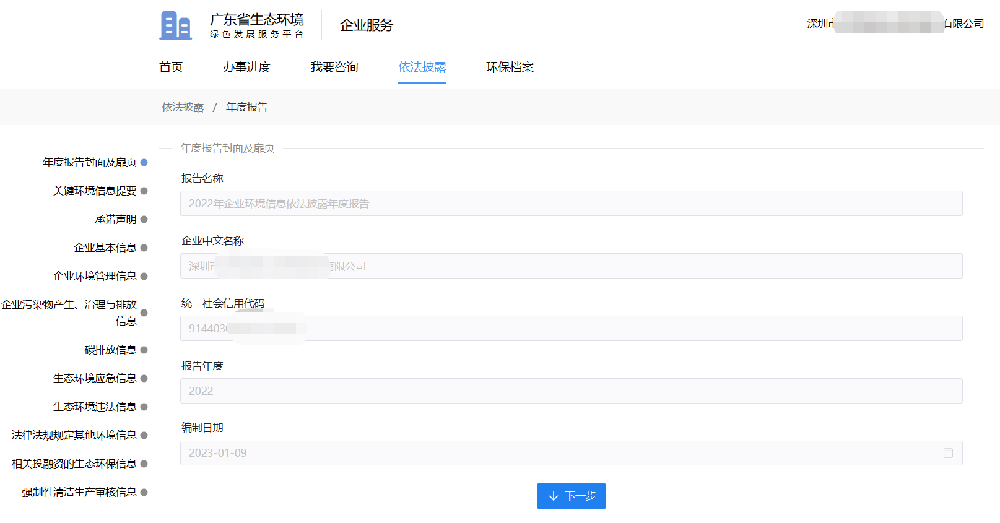 广东省生态环境
绿色发展服务平台
企业服务
深圳市
有限公司
首页
办事进度
我要咨询
依法披露
环保档案
依法披露 / 年度报告
年度报告封面及扉页
关键环境信息提要
承诺声明
企业基本信息
企业环境管理信息
企业污染物产生、治理与排放
信息
碳排放信息
生态环境应急信息
生态环境违法信息
法律法规规定其他环境信息
相关投融资的生态环保信息
强制性清洁生产审核信息
年度报告封面及扉页
报告名称
2022年企业环境信息依法披露年度报告
企业中文名称
深圳市
有限公司
统一社会信用代码
914403
报告年度
2022
编制日期
2023-01-09
下一步